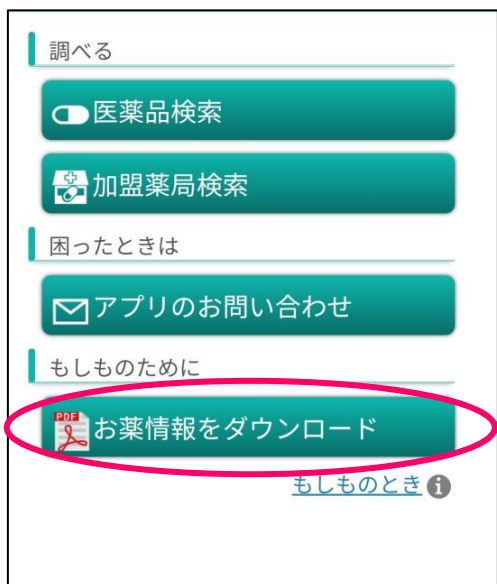 調べる
医薬品検索
加盟薬局検索
困ったときは
アプリのお問い合わせ
もしものために
PDF お薬情報をダウンロード
もしものとき i